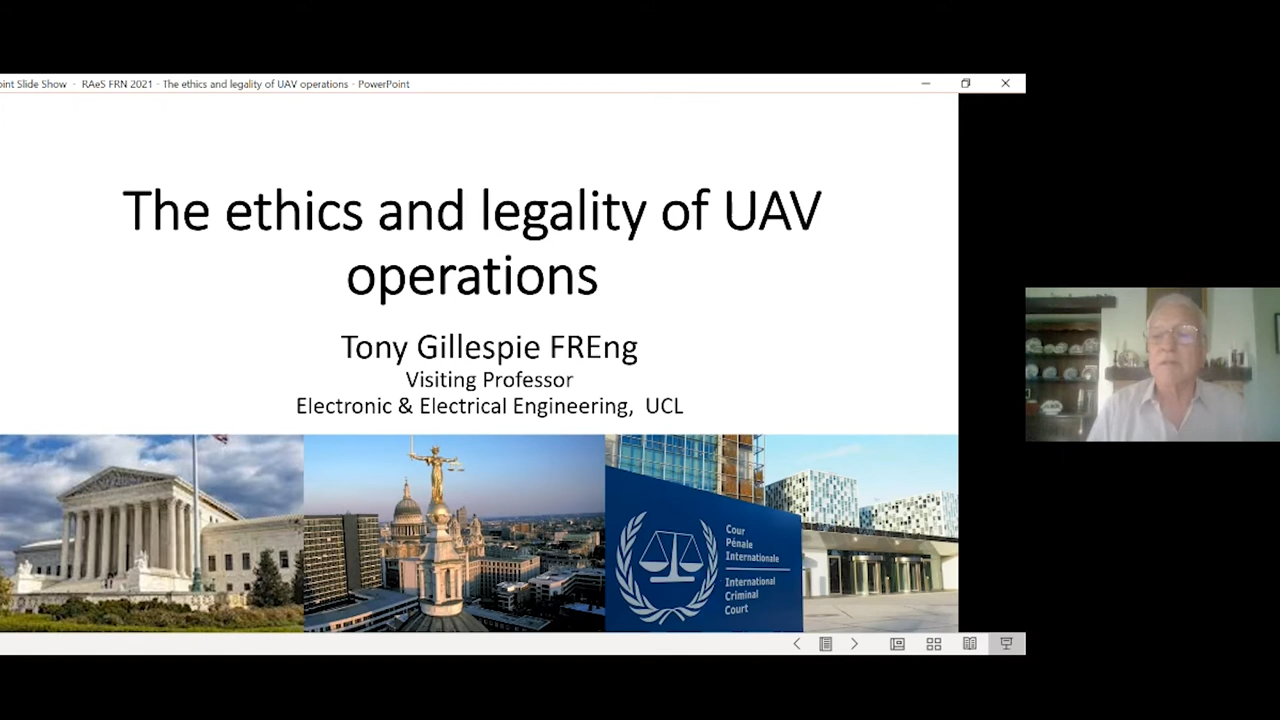 oint Slide Show - RAeS FRN 2021 - The ethics and legality of UAV operations - PowerPoint
The ethics and legality of UAV
operations
Tony Gillespie FREng
Visiting Professor
Electronic & Electrical Engineering, UCL
Cour
Pénale
Internationale
International
Criminal
Court